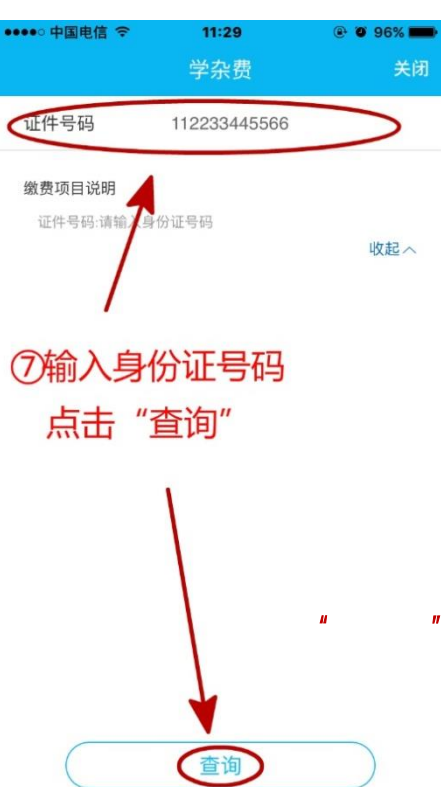 中国电信 11:29 96%
学杂费 关闭
证件号码 112233445566
缴费项目说明
证件号码:请输入身份证号码
收起
⑦输入身份证号码
点击“查询”
“ ”
查询